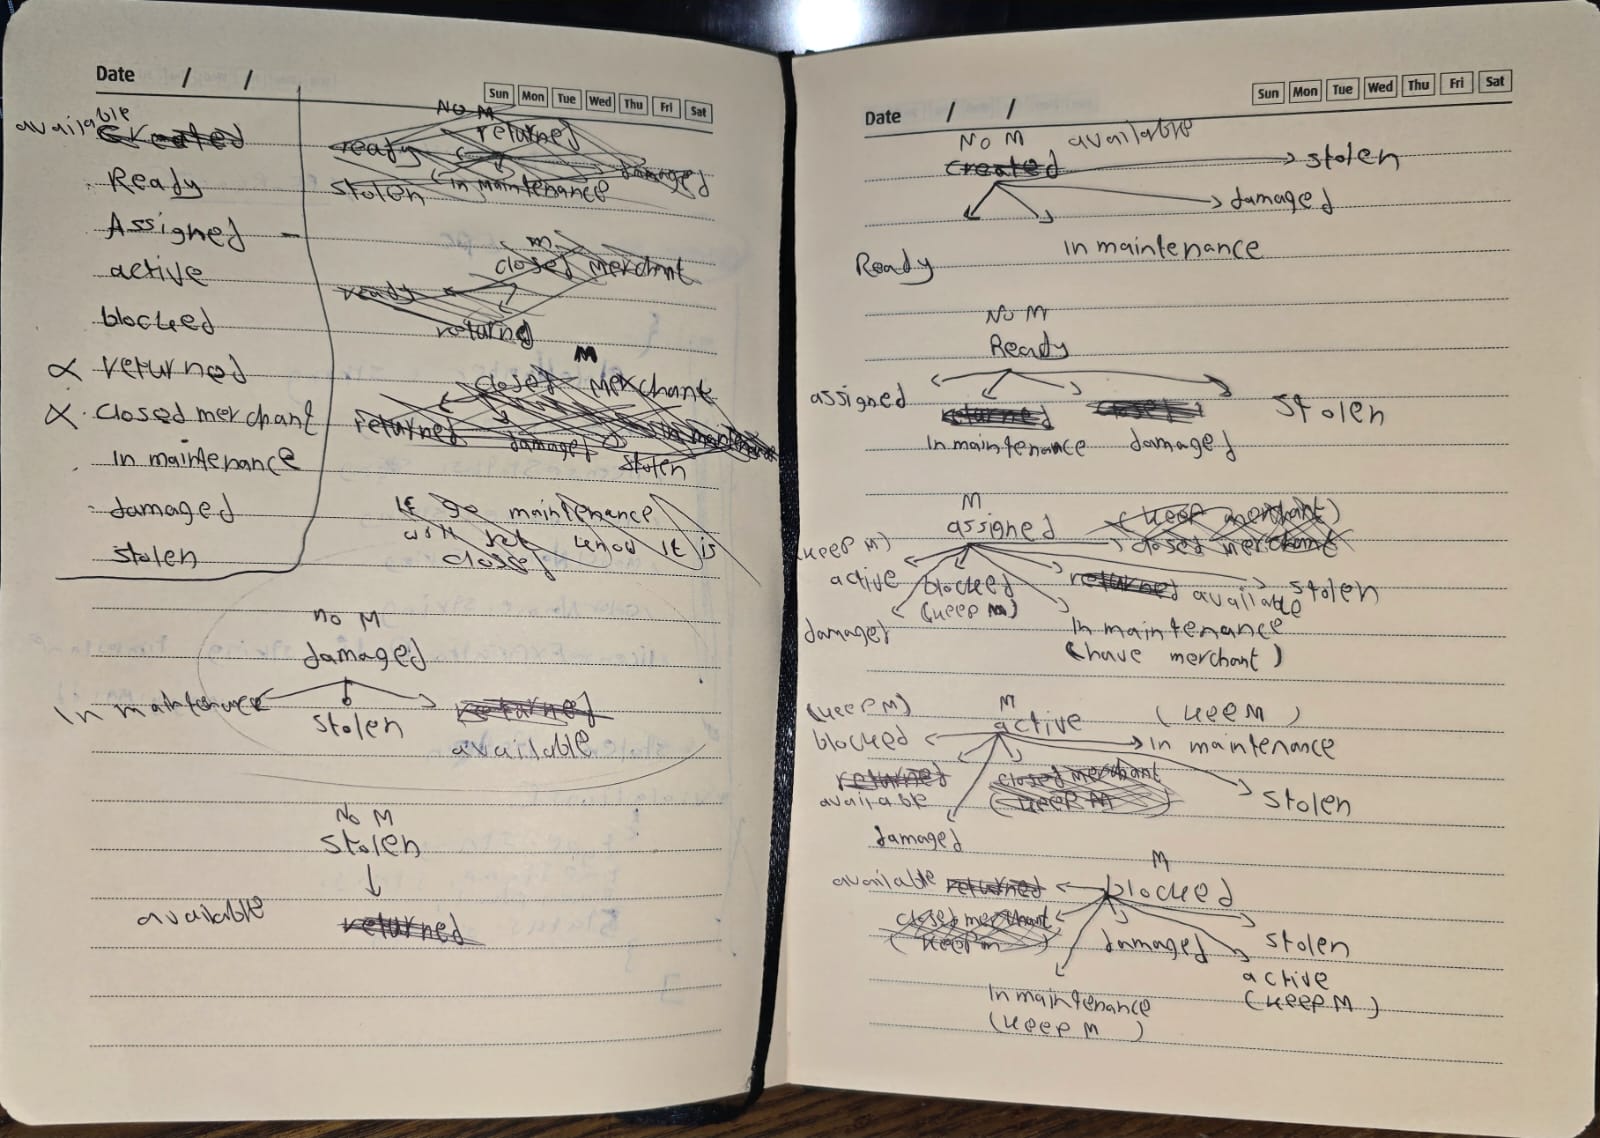 Date / /
Sun Mon Tue Wed Thu Fri Sat
available
created
Ready
Assigned
active
blocked
returned
closed merchant
In maintenance
damaged
stolen
NO M
returned
ready
damaged
stolen
In maintenance
m
closed merchant
ready
returned
M
closed merchant
returned
damaged
In maintenance
stolen
IF go maintenance
won't
know it is
closed
no M
damaged
In maintenance
stolen
returned
available
No M
stolen
available
returned
Date / /
Sun Mon Tue Wed Thu Fri Sat
No M available
created
stolen
damaged
Ready
In maintenance
No M
Ready
assigned
returned
closed
stolen
In maintenance damaged
M
assigned
(keep merchant)
closed merchant
(keep M)
active
blocked
(keep M)
returned
available
stolen
damaged
In maintenance
(have merchant)
(keep M)
M
active
(keep M)
blocked
In maintenance
returned
available
closed merchant
(keep M)
stolen
damaged
M
blocked
available returned
closed merchant
(keep m)
damaged
stolen
active
(keep M)
In maintenance
(keep M)